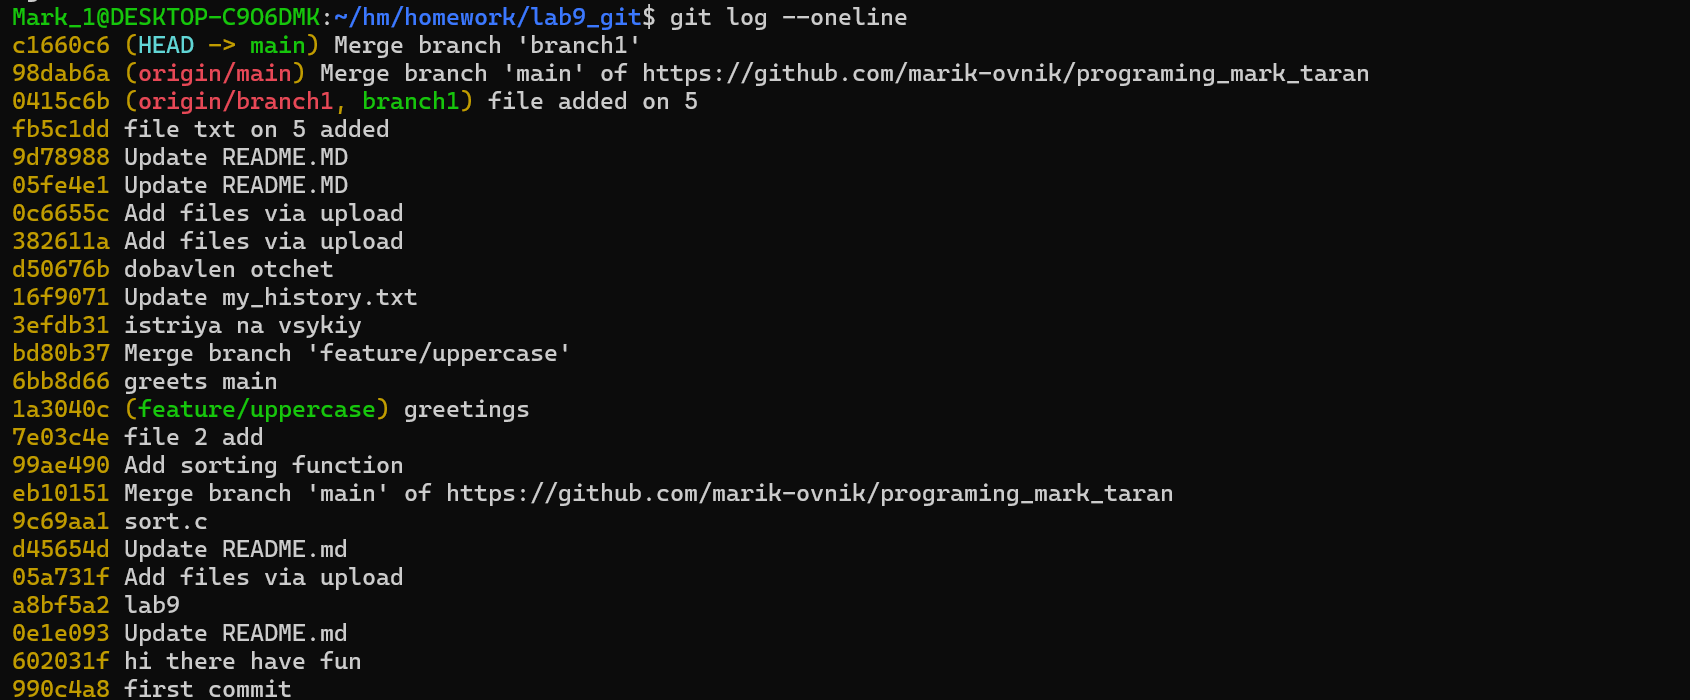 Mark_1@DESKTOP-C9O6DMK:~/hm/homework/lab9_git$ git log --oneline
c1660c6 (HEAD -> main) Merge branch 'branch1'
98dab6a (origin/main) Merge branch 'main' of https://github.com/marik-ovnik/programing_mark_taran
0415c6b (origin/branch1, branch1) file added on 5
fb5c1dd file txt on 5 added
9d78988 Update README.MD
05fe4e1 Update README.MD
0c6655c Add files via upload
382611a Add files via upload
d50676b dobavlen otchet
16f9071 Update my_history.txt
3efdb31 istriya na vsykiy
bd80b37 Merge branch 'feature/uppercase'
6bb8d66 greets main
1a3040c (feature/uppercase) greetings
7e03c4e file 2 add
99ae490 Add sorting function
eb10151 Merge branch 'main' of https://github.com/marik-ovnik/programing_mark_taran
9c69aa1 sort.c
d45654d Update README.md
05a731f Add files via upload
a8bf5a2 lab9
0e1e093 Update README.md
602031f hi there have fun
990c4a8 first commit